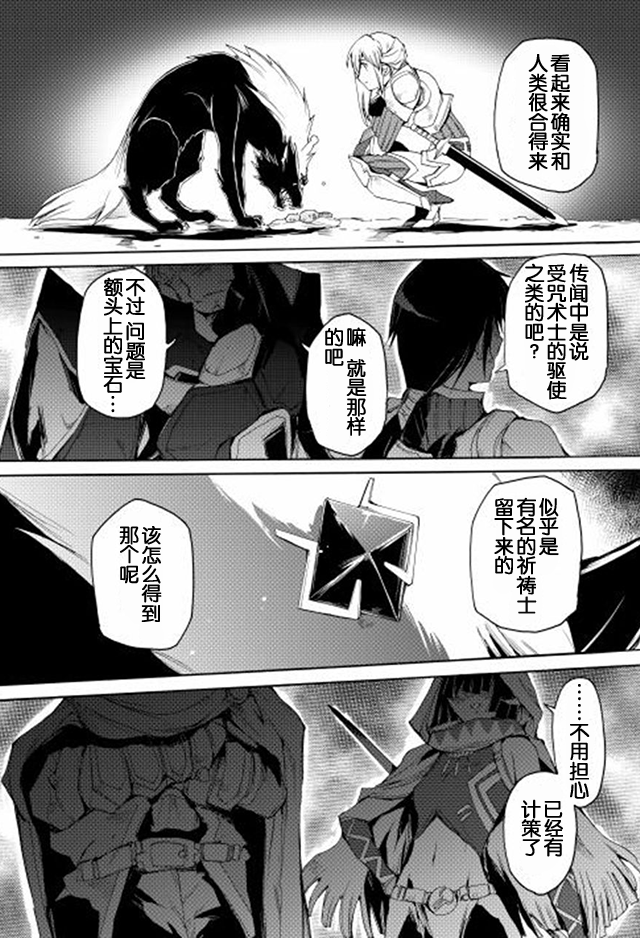 看起来确实和
人类很合得来
传闻中是说
受咒术士的驱使
之类的吧？
嘛 就是那样
的吧
不过 问题是
额头上的宝石…
似乎是
有名的祈祷士
留下来的
该怎么得到
那个呢
……不用担心
已经有
计策了